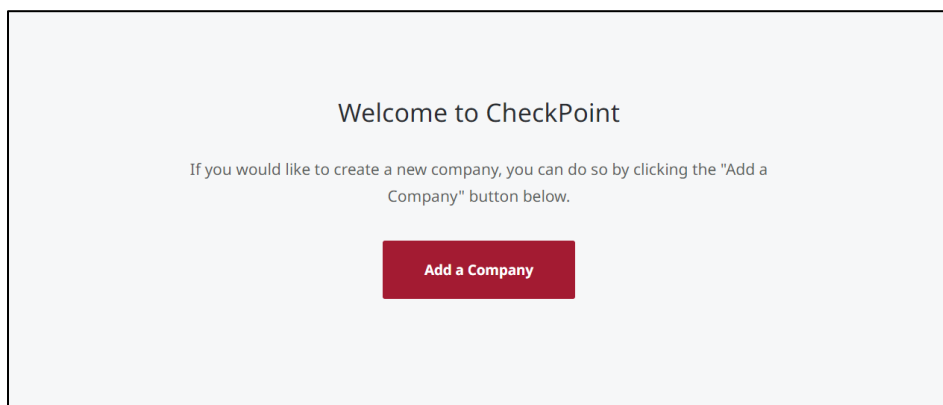 Welcome to CheckPoint
If you would like to create a new company, you can do so by clicking the "Add a
Company" button below.
Add a Company